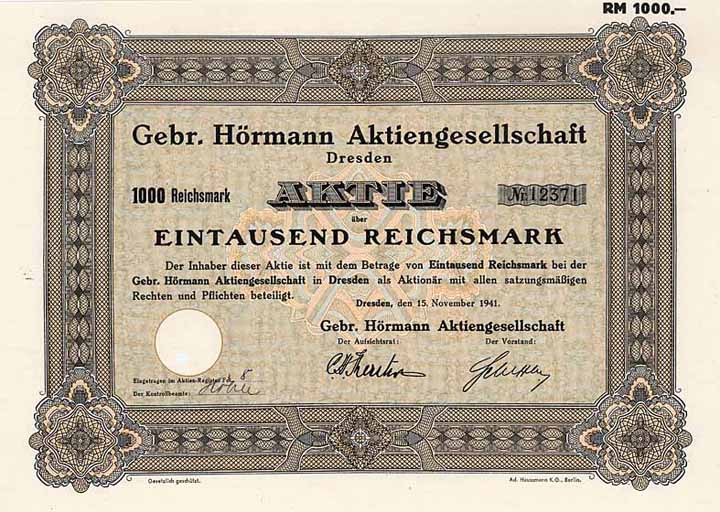 RM 1000.—
Gebr. Hörmann Aktiengesellschaft
Dresden
1000 Reichsmark AKTIE Nr. 12371
über
EINTAUSEND REICHSMARK
Der Inhaber dieser Aktie ist mit dem Betrage von Eintausend Reichsmark bei der
Gebr. Hörmann Aktiengesellschaft in Dresden als Aktionär mit allen satzungsmäßigen
Rechten und Pflichten beteiligt.
Dresden, den 15. November 1941.
Gebr. Hörmann Aktiengesellschaft
Der Aufsichtsrat: Der Vorstand:
Eingetragen im Aktien-Register 8
Der Kontrollbeamte:
Gesetzlich geschützt. Ad. Haussmann K.G., Berlin.